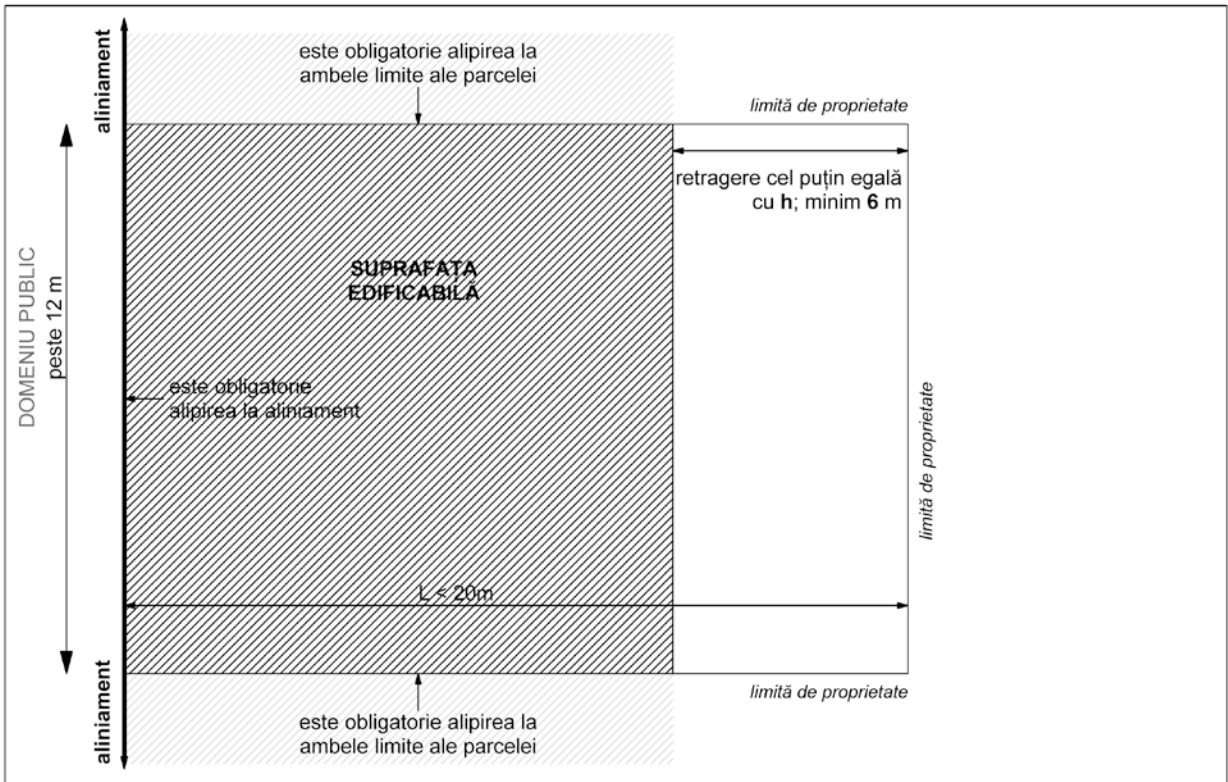 aliniament
este obligatorie alipirea la
ambele limite ale parcelei
limită de proprietate
retragere cel puțin egală
cu h; minim 6 m
SUPRAFAȚA
EDIFICABILĂ
DOMENIU PUBLIC
peste 12 m
este obligatorie
alipirea la aliniament
limită de proprietate
L < 20m
limită de proprietate
este obligatorie alipirea la
ambele limite ale parcelei
aliniament